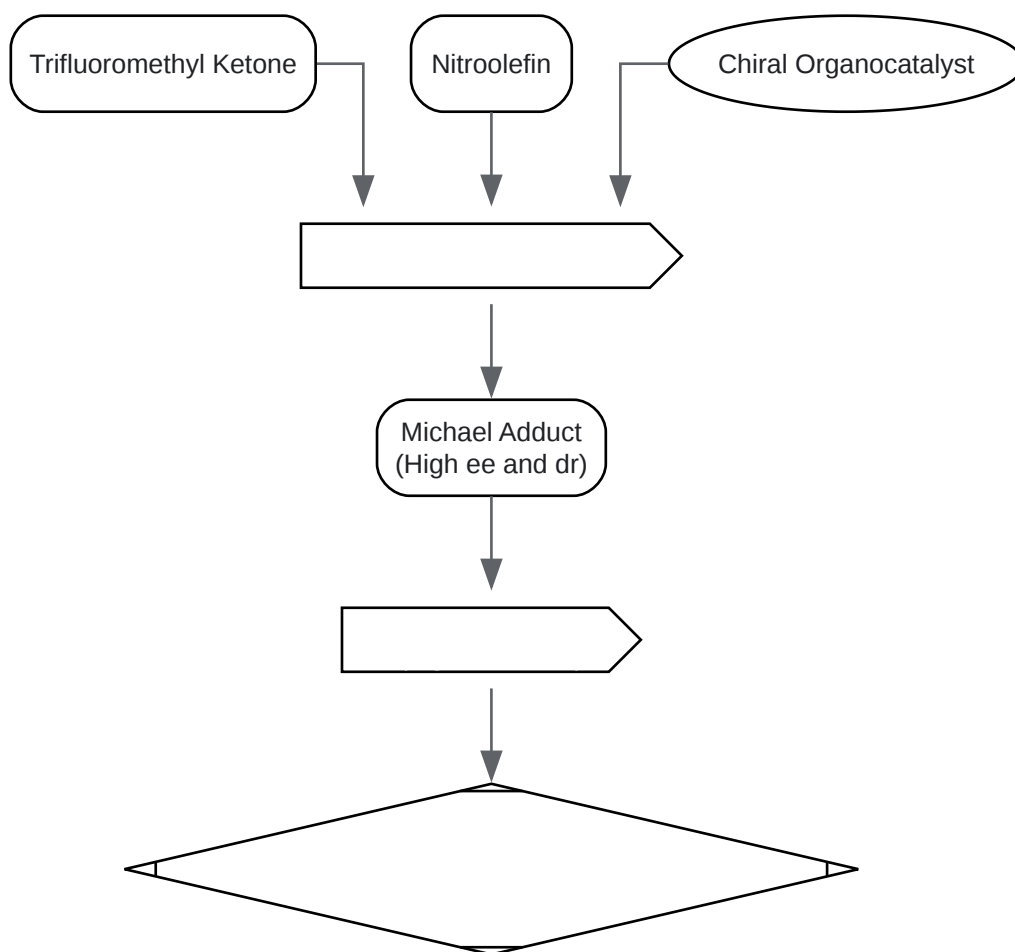 Trifluoromethyl Ketone
Nitroolefin
Chiral Organocatalyst
Michael Adduct
(High ee and dr)